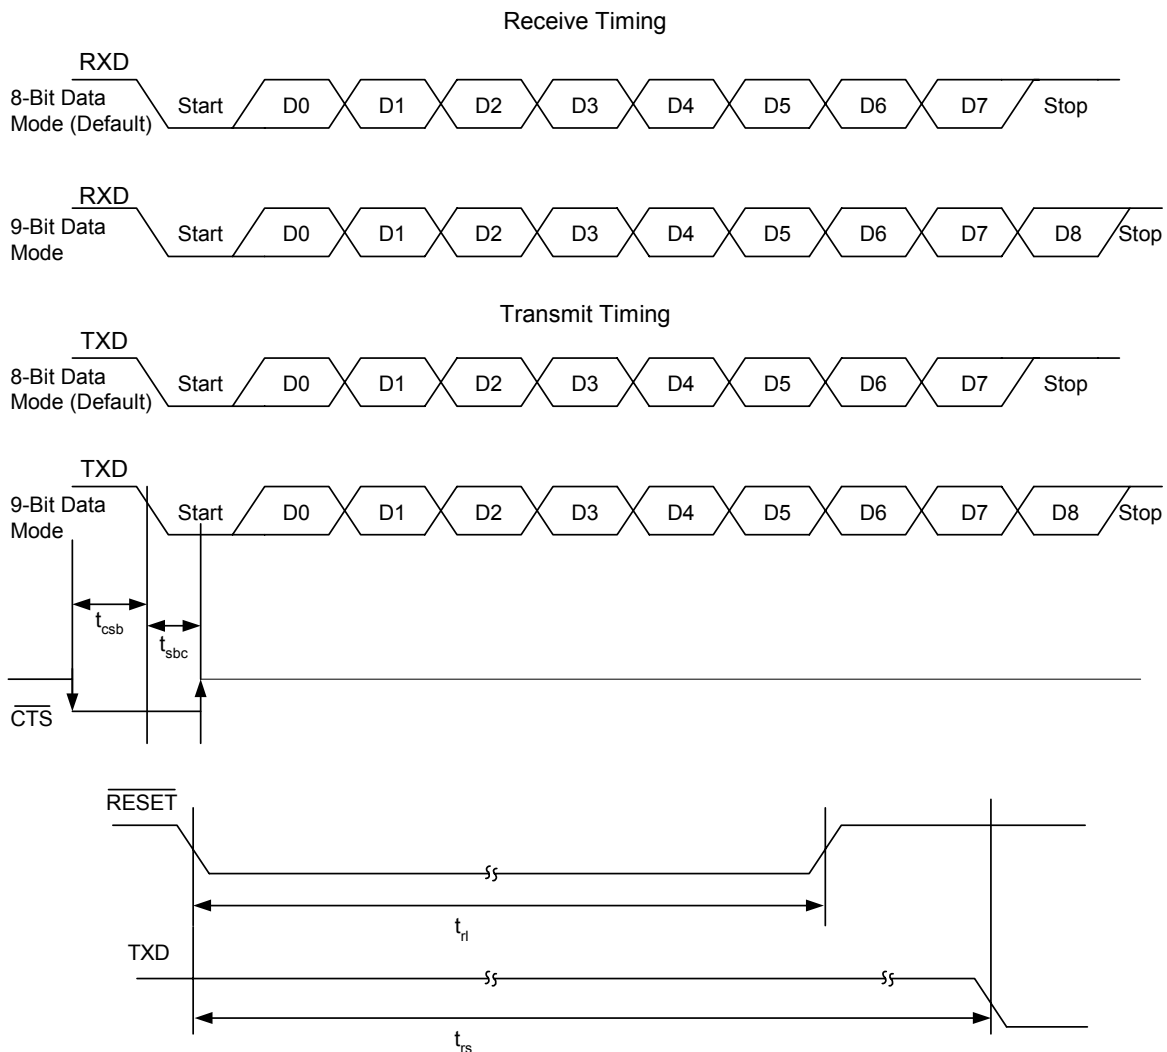 Receive Timing
RXD
8-Bit Data
Mode (Default)
Start D0 D1 D2 D3 D4 D5 D6 D7 Stop
RXD
9-Bit Data
Mode
Start D0 D1 D2 D3 D4 D5 D6 D7 D8 Stop
Transmit Timing
TXD
8-Bit Data
Mode (Default)
Start D0 D1 D2 D3 D4 D5 D6 D7 Stop
TXD
9-Bit Data
Mode
Start D0 D1 D2 D3 D4 D5 D6 D7 D8 Stop
tcsb
tsbc
CTS
RESET
trl
TXD
trs